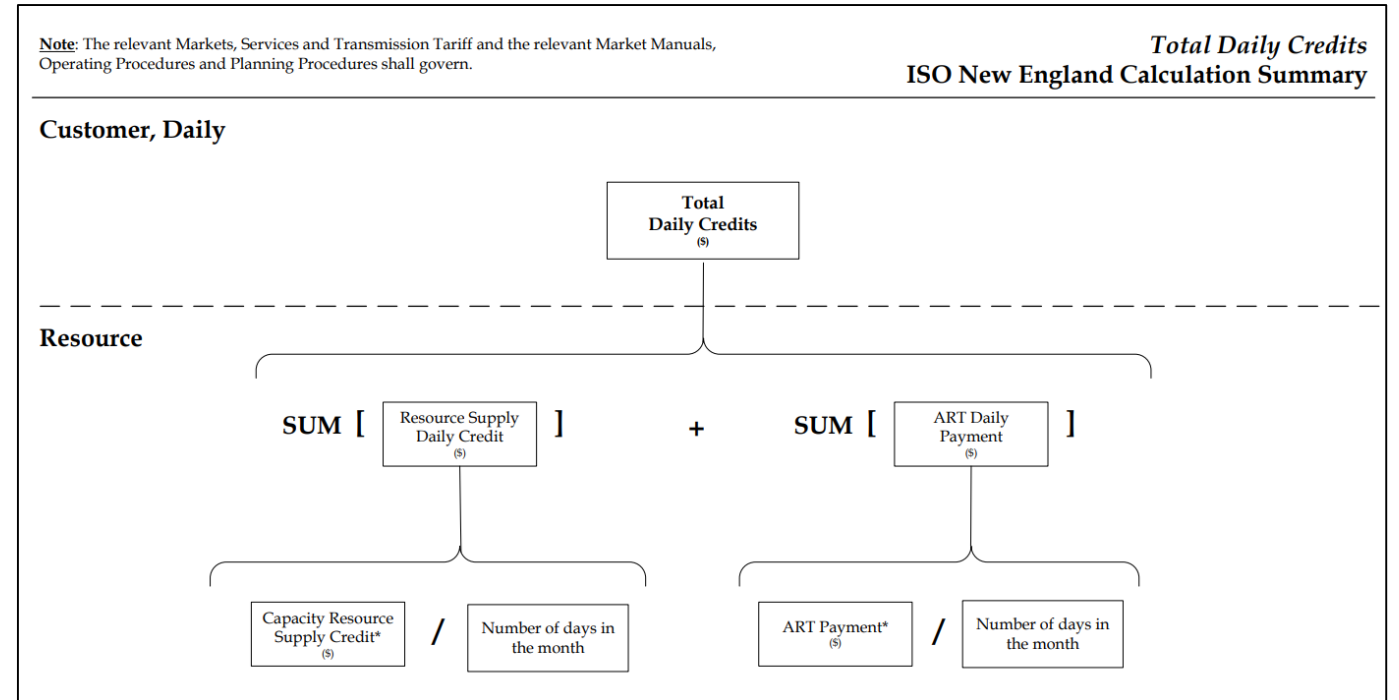 Note: The relevant Markets, Services and Transmission Tariff and the relevant Market Manuals,
Operating Procedures and Planning Procedures shall govern.
Total Daily Credits
ISO New England Calculation Summary
Customer, Daily
Total
Daily Credits
($)
Resource
SUM [
Resource Supply
Daily Credit
($)
]
+
SUM [
ART Daily
Payment
($)
]
Capacity Resource
Supply Credit*
($)
/
Number of days in
the month
ART Payment*
($)
/
Number of days in
the month